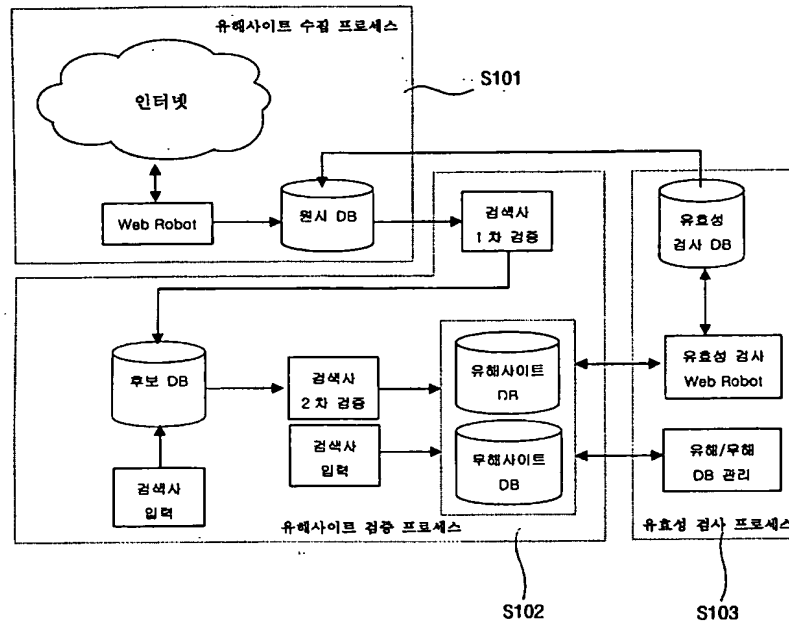 유해사이트 수집 프로세스
S101
인터넷
Web Robot
원시 DB
검색사
1 차 검증
유효성
검사 DB
후보 DB
검색사
2 차 검증
유해사이트
DB
유효성 검사
Web Robot
검색사
입력
검색사
입력
무해사이트
DB
유해/무해
DB 관리
유해사이트 검증 프로세스
유효성 검사 프로세스
S102
S103